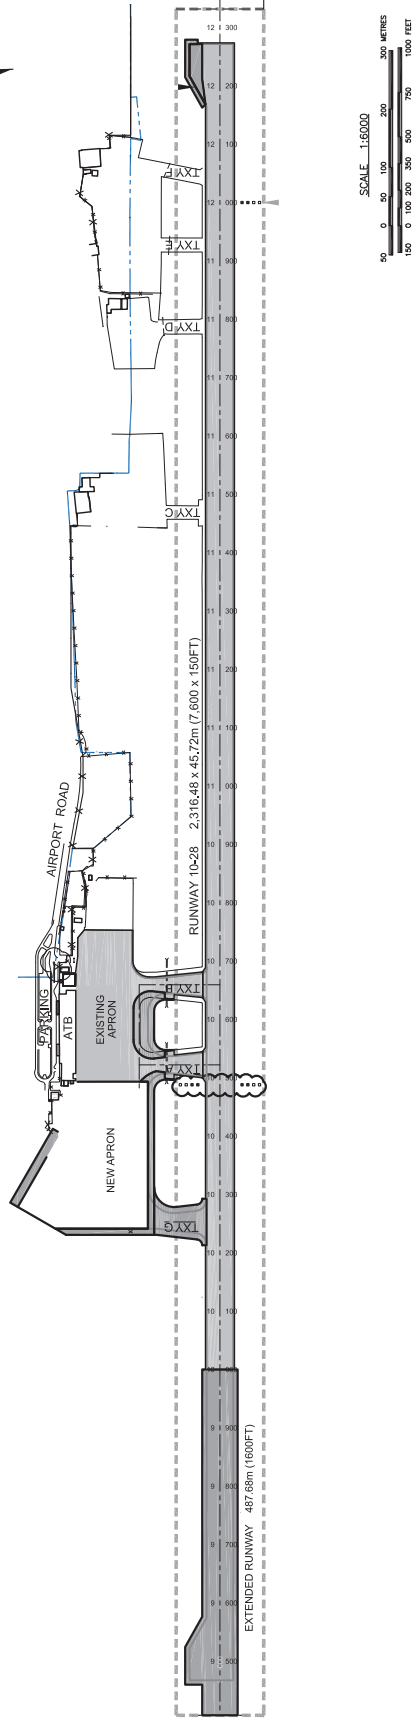 12 300
12 200
12 100
12 000
11 900
11 800
11 700
11 600
11 500
11 400
11 300
11 200
11 100
11 000
10 900
10 800
10 700
10 600
10 500
10 400
10 300
10 200
10 100
9 900
9 800
9 700
9 600
9 500
TXY F
TXY E
TXY D
TXY C
TXY B
TXY A
TXY G
RUNWAY 10-28 2,316.48 x 45.72m (7,600 x 150FT)
AIRPORT ROAD
PARKING
ATB
EXISTING
APRON
NEW APRON
EXTENDED RUNWAY 487.68m (1600FT)
SCALE 1:6000
50 0 50 100 200 300 METRES
150 0 100 200 350 500 750 1000 FEET